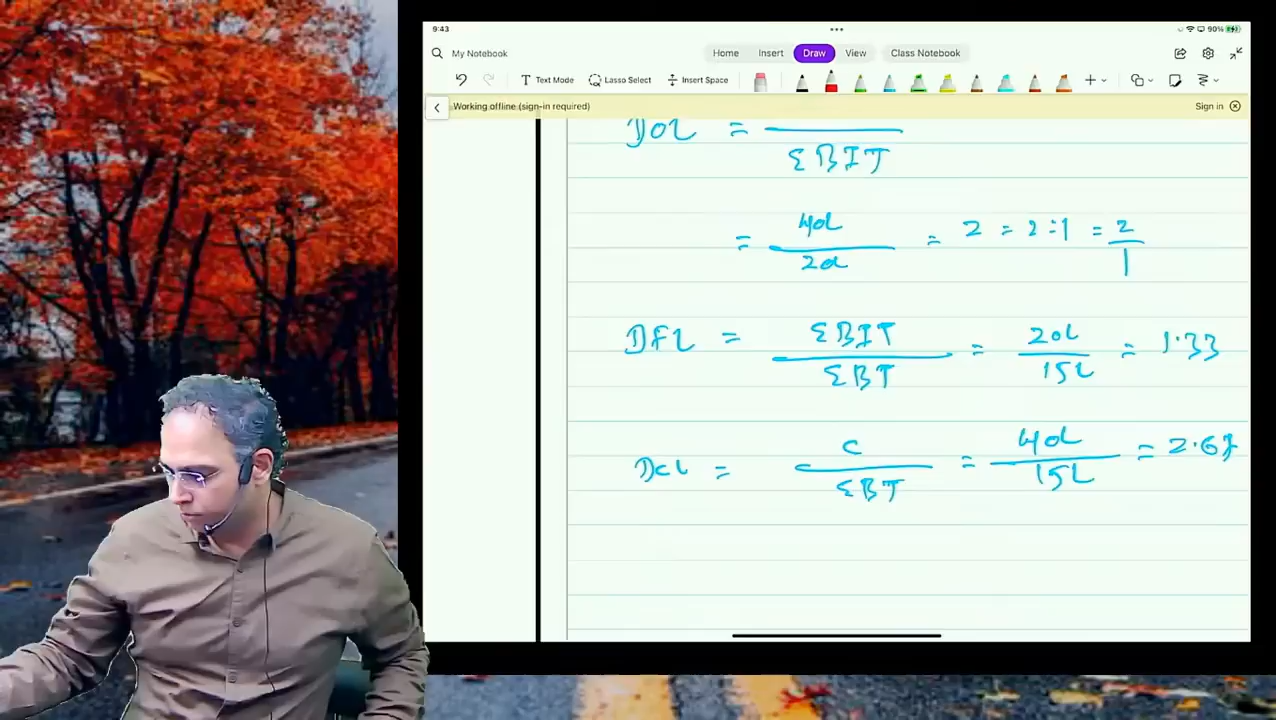 9:43
90%
My Notebook
Home Insert Draw View Class Notebook
Text Mode Lasso Select Insert Space
Working offline (sign-in required) Sign in
DOL =
EBIT
= 40L / 20L = 2 = 2:1 = 2/1
DFL = EBIT / EBT = 20L / 15L = 1.33
DCL = C / EBT = 40L / 15L = 2.67